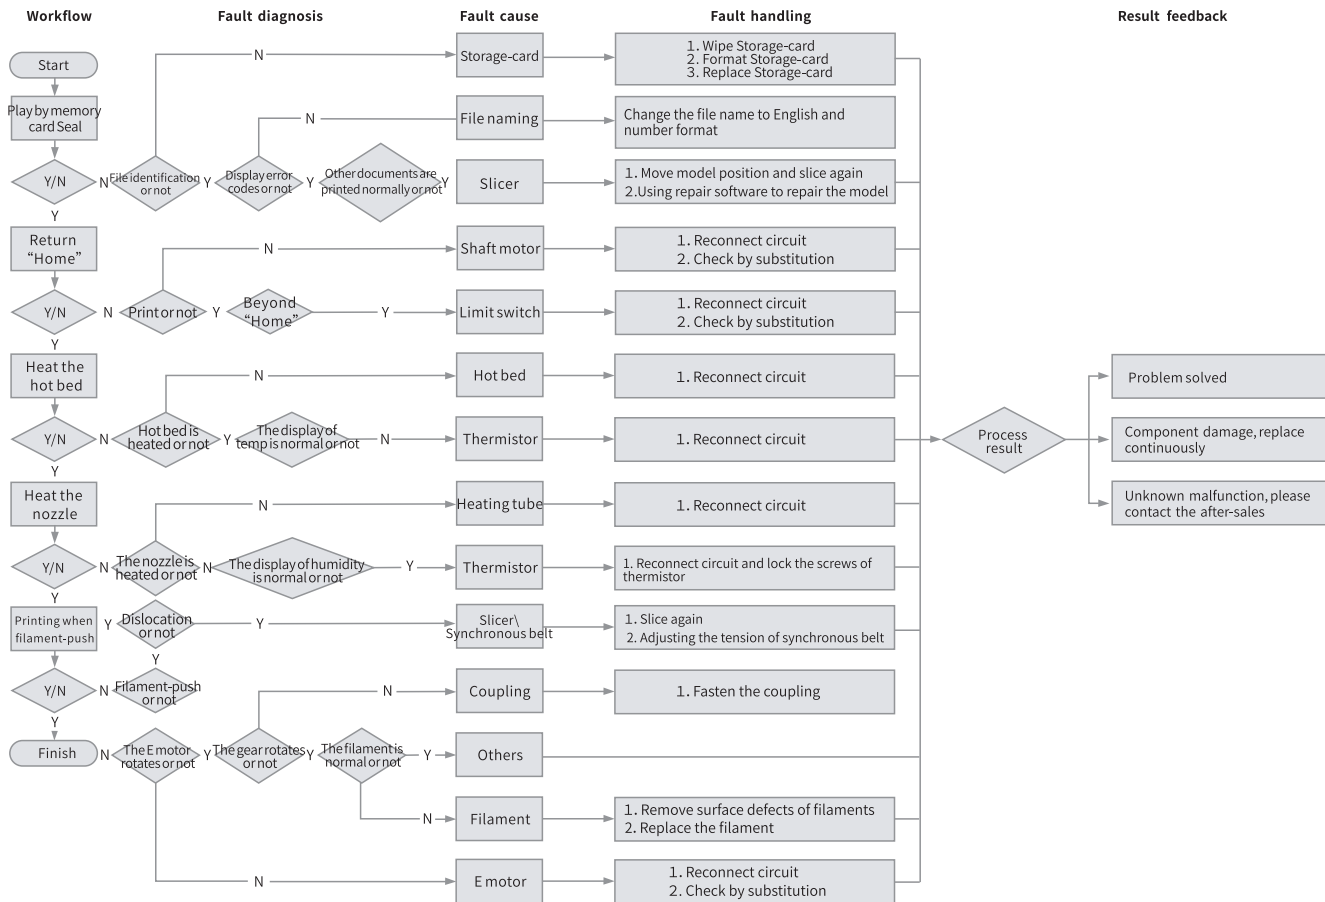 Workflow
Fault diagnosis
Fault cause
Fault handling
Result feedback
Start
N
Storage-card
1. Wipe Storage-card
2. Format Storage-card
3. Replace Storage-card
Play by memory
card Seal
N
File naming
Change the file name to English and
number format
Y/N
N
File identification
or not
Y
Display error
codes or not
Y
Other documents are
printed normally or not
Y
Slicer
1. Move model position and slice again
2.Using repair software to repair the model
Y
Return
“Home”
N
Shaft motor
1. Reconnect circuit
2. Check by substitution
Y/N
N
Print or not
Y
Beyond
“Home”
Y
Limit switch
1. Reconnect circuit
2. Check by substitution
Y
Heat the
hot bed
N
Hot bed
1. Reconnect circuit
Y/N
N
Hot bed is
heated or not
Y
The display of
temp is normal or not
N
Thermistor
1. Reconnect circuit
Y
Heat the
nozzle
N
Heating tube
1. Reconnect circuit
Y/N
N
The nozzle is
heated or not
N
The display of humidity
is normal or not
Y
Thermistor
1. Reconnect circuit and lock the screws of
thermistor
Y
Printing when
filament-push
Y
Dislocation
or not
Y
Slicer\
Synchronous belt
1. Slice again
2. Adjusting the tension of synchronous belt
Y
Y/N
N
Filament-push
or not
N
Coupling
1. Fasten the coupling
Y
Finish
N
The E motor
rotates or not
Y
The gear rotates
or not
Y
The filament is
normal or not
Y
Others
N
Filament
1. Remove surface defects of filaments
2. Replace the filament
N
E motor
1. Reconnect circuit
2. Check by substitution
Process
result
Problem solved
Component damage, replace
continuously
Unknown malfunction, please
contact the after-sales